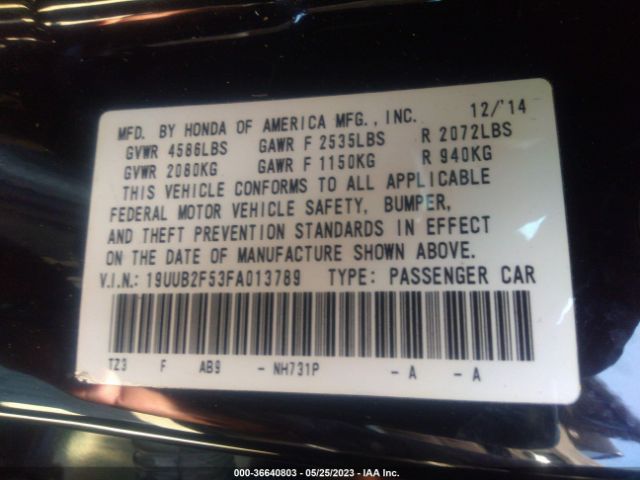 MFD. BY HONDA OF AMERICA MFG., INC. 12/'14
GVWR 4586LBS GAWR F 2535LBS R 2072LBS
GVWR 2080KG GAWR F 1150KG R 940KG
THIS VEHICLE CONFORMS TO ALL APPLICABLE
FEDERAL MOTOR VEHICLE SAFETY, BUMPER,
AND THEFT PREVENTION STANDARDS IN EFFECT
ON THE DATE OF MANUFACTURE SHOWN ABOVE.
V.I.N.: 19UUB2F53FA013789 TYPE: PASSENGER CAR
TZ3 F AB9 - NH731P - A - A
000-36640803 - 05/25/2023 - IAA Inc.